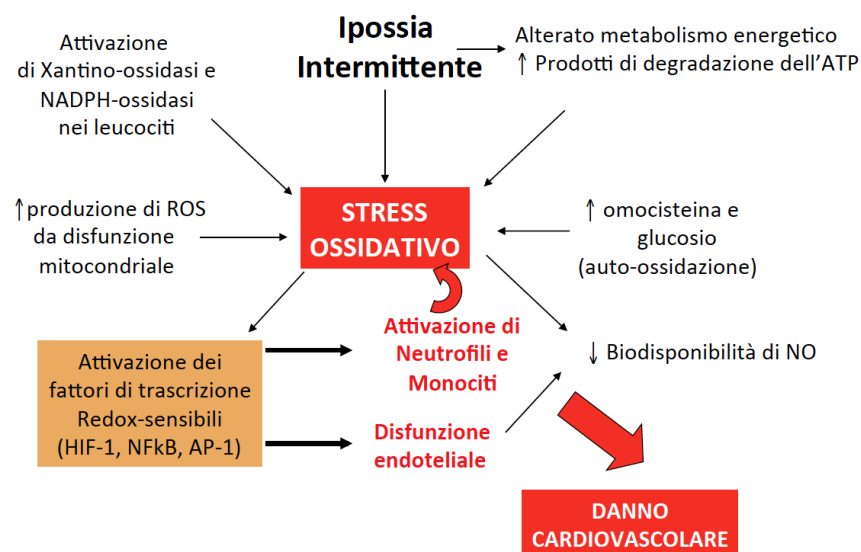 Attivazione
di Xantino-ossidasi e
NADPH-ossidasi
nei leucociti
Ipossia
Intermittente
Alterato metabolismo energetico
↑ Prodotti di degradazione dell’ATP
↑produzione di ROS
da disfunzione
mitocondriale
STRESS
OSSIDATIVO
↑ omocisteina e
glucosio
(auto-ossidazione)
Attivazione dei
fattori di trascrizione
Redox-sensibili
(HIF-1, NFkB, AP-1)
Attivazione di
Neutrofili e
Monociti
↓ Biodisponibilità di NO
Disfunzione
endoteliale
DANNO
CARDIOVASCOLARE